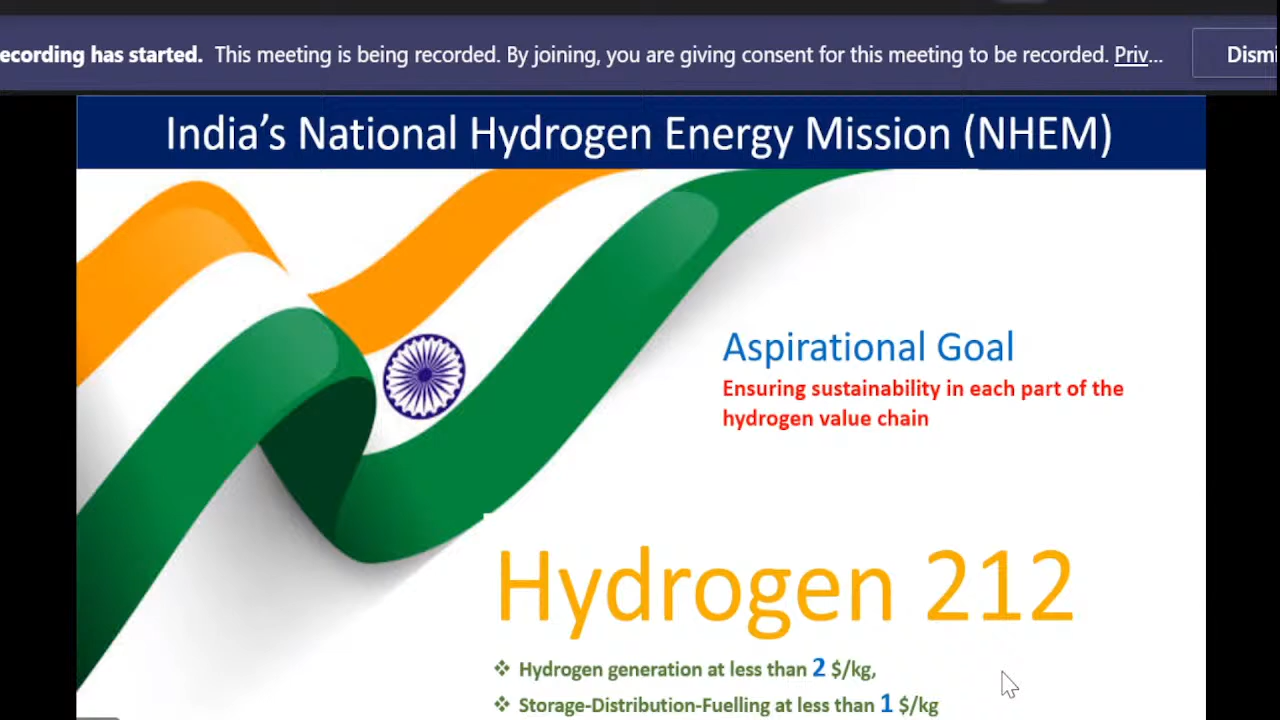 ecording has started. This meeting is being recorded. By joining, you are giving consent for this meeting to be recorded. Priv... Dismi
India's National Hydrogen Energy Mission (NHEM)
Aspirational Goal
Ensuring sustainability in each part of the
hydrogen value chain
Hydrogen 212
❖ Hydrogen generation at less than 2 $/kg,
❖ Storage-Distribution-Fuelling at less than 1 $/kg